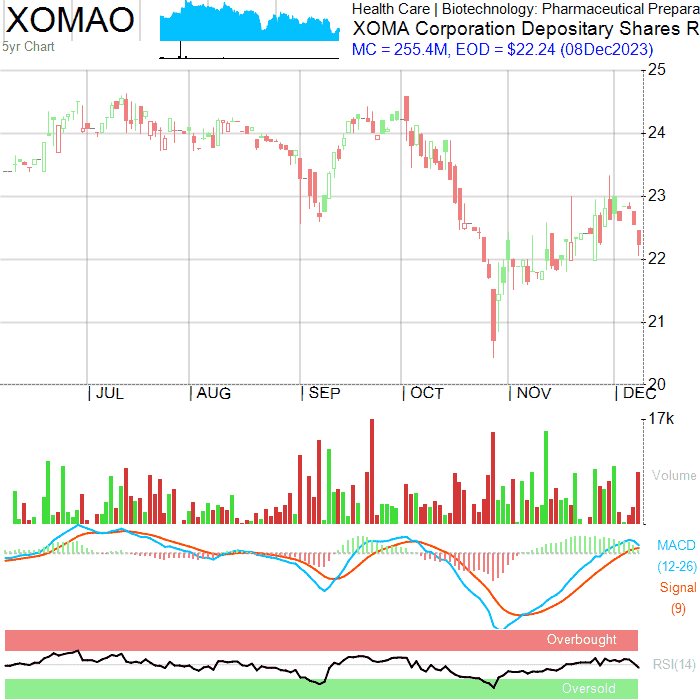 XOMAO
Health Care | Biotechnology: Pharmaceutical Prepara
XOMA Corporation Depositary Shares R
5yr Chart
MC = 255.4M, EOD = $22.24 (08Dec2023)
25
24
23
22
21
20
| JUL | AUG | SEP | OCT | NOV | DEC
17k
Volume
MACD
(12-26)
Signal
(9)
Overbought
RSI(14)
Oversold